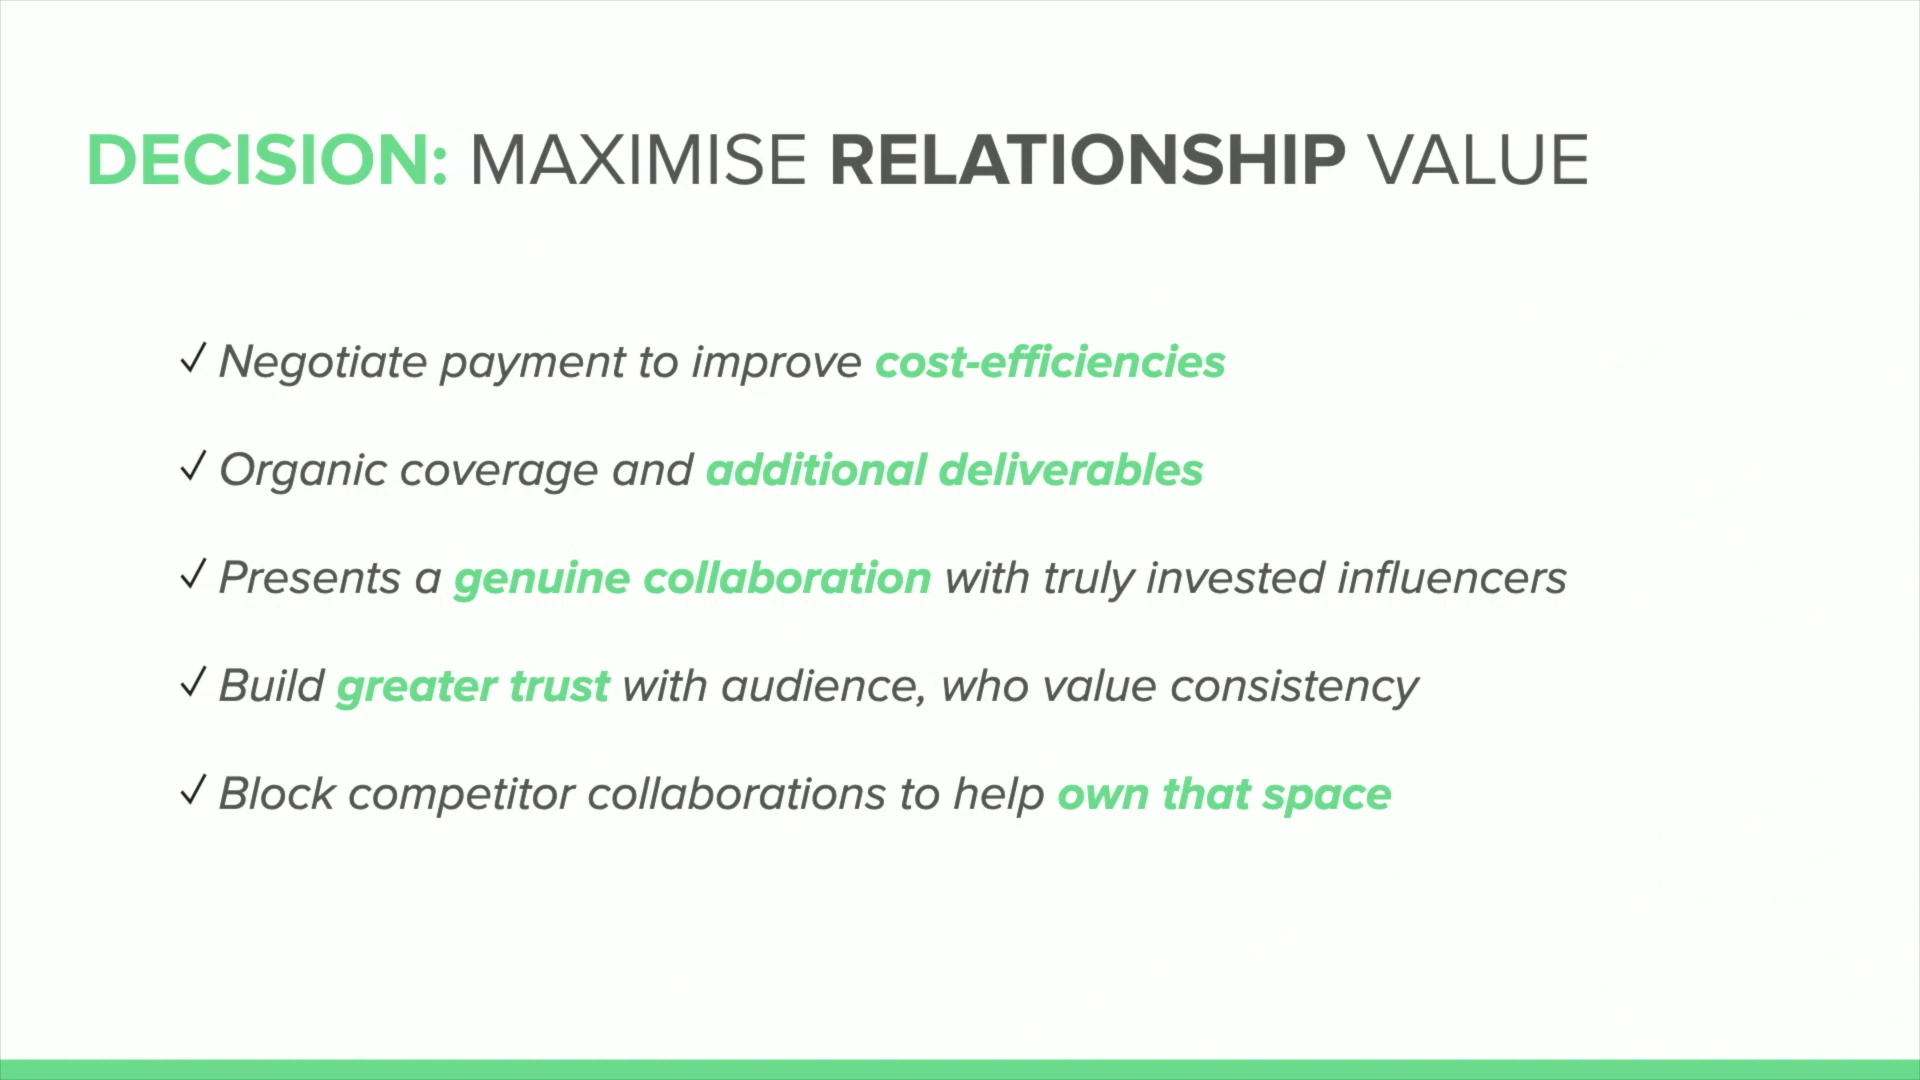 DECISION: MAXIMISE RELATIONSHIP VALUE
✓ Negotiate payment to improve cost-efficiencies
✓ Organic coverage and additional deliverables
✓ Presents a genuine collaboration with truly invested influencers
✓ Build greater trust with audience, who value consistency
✓ Block competitor collaborations to help own that space